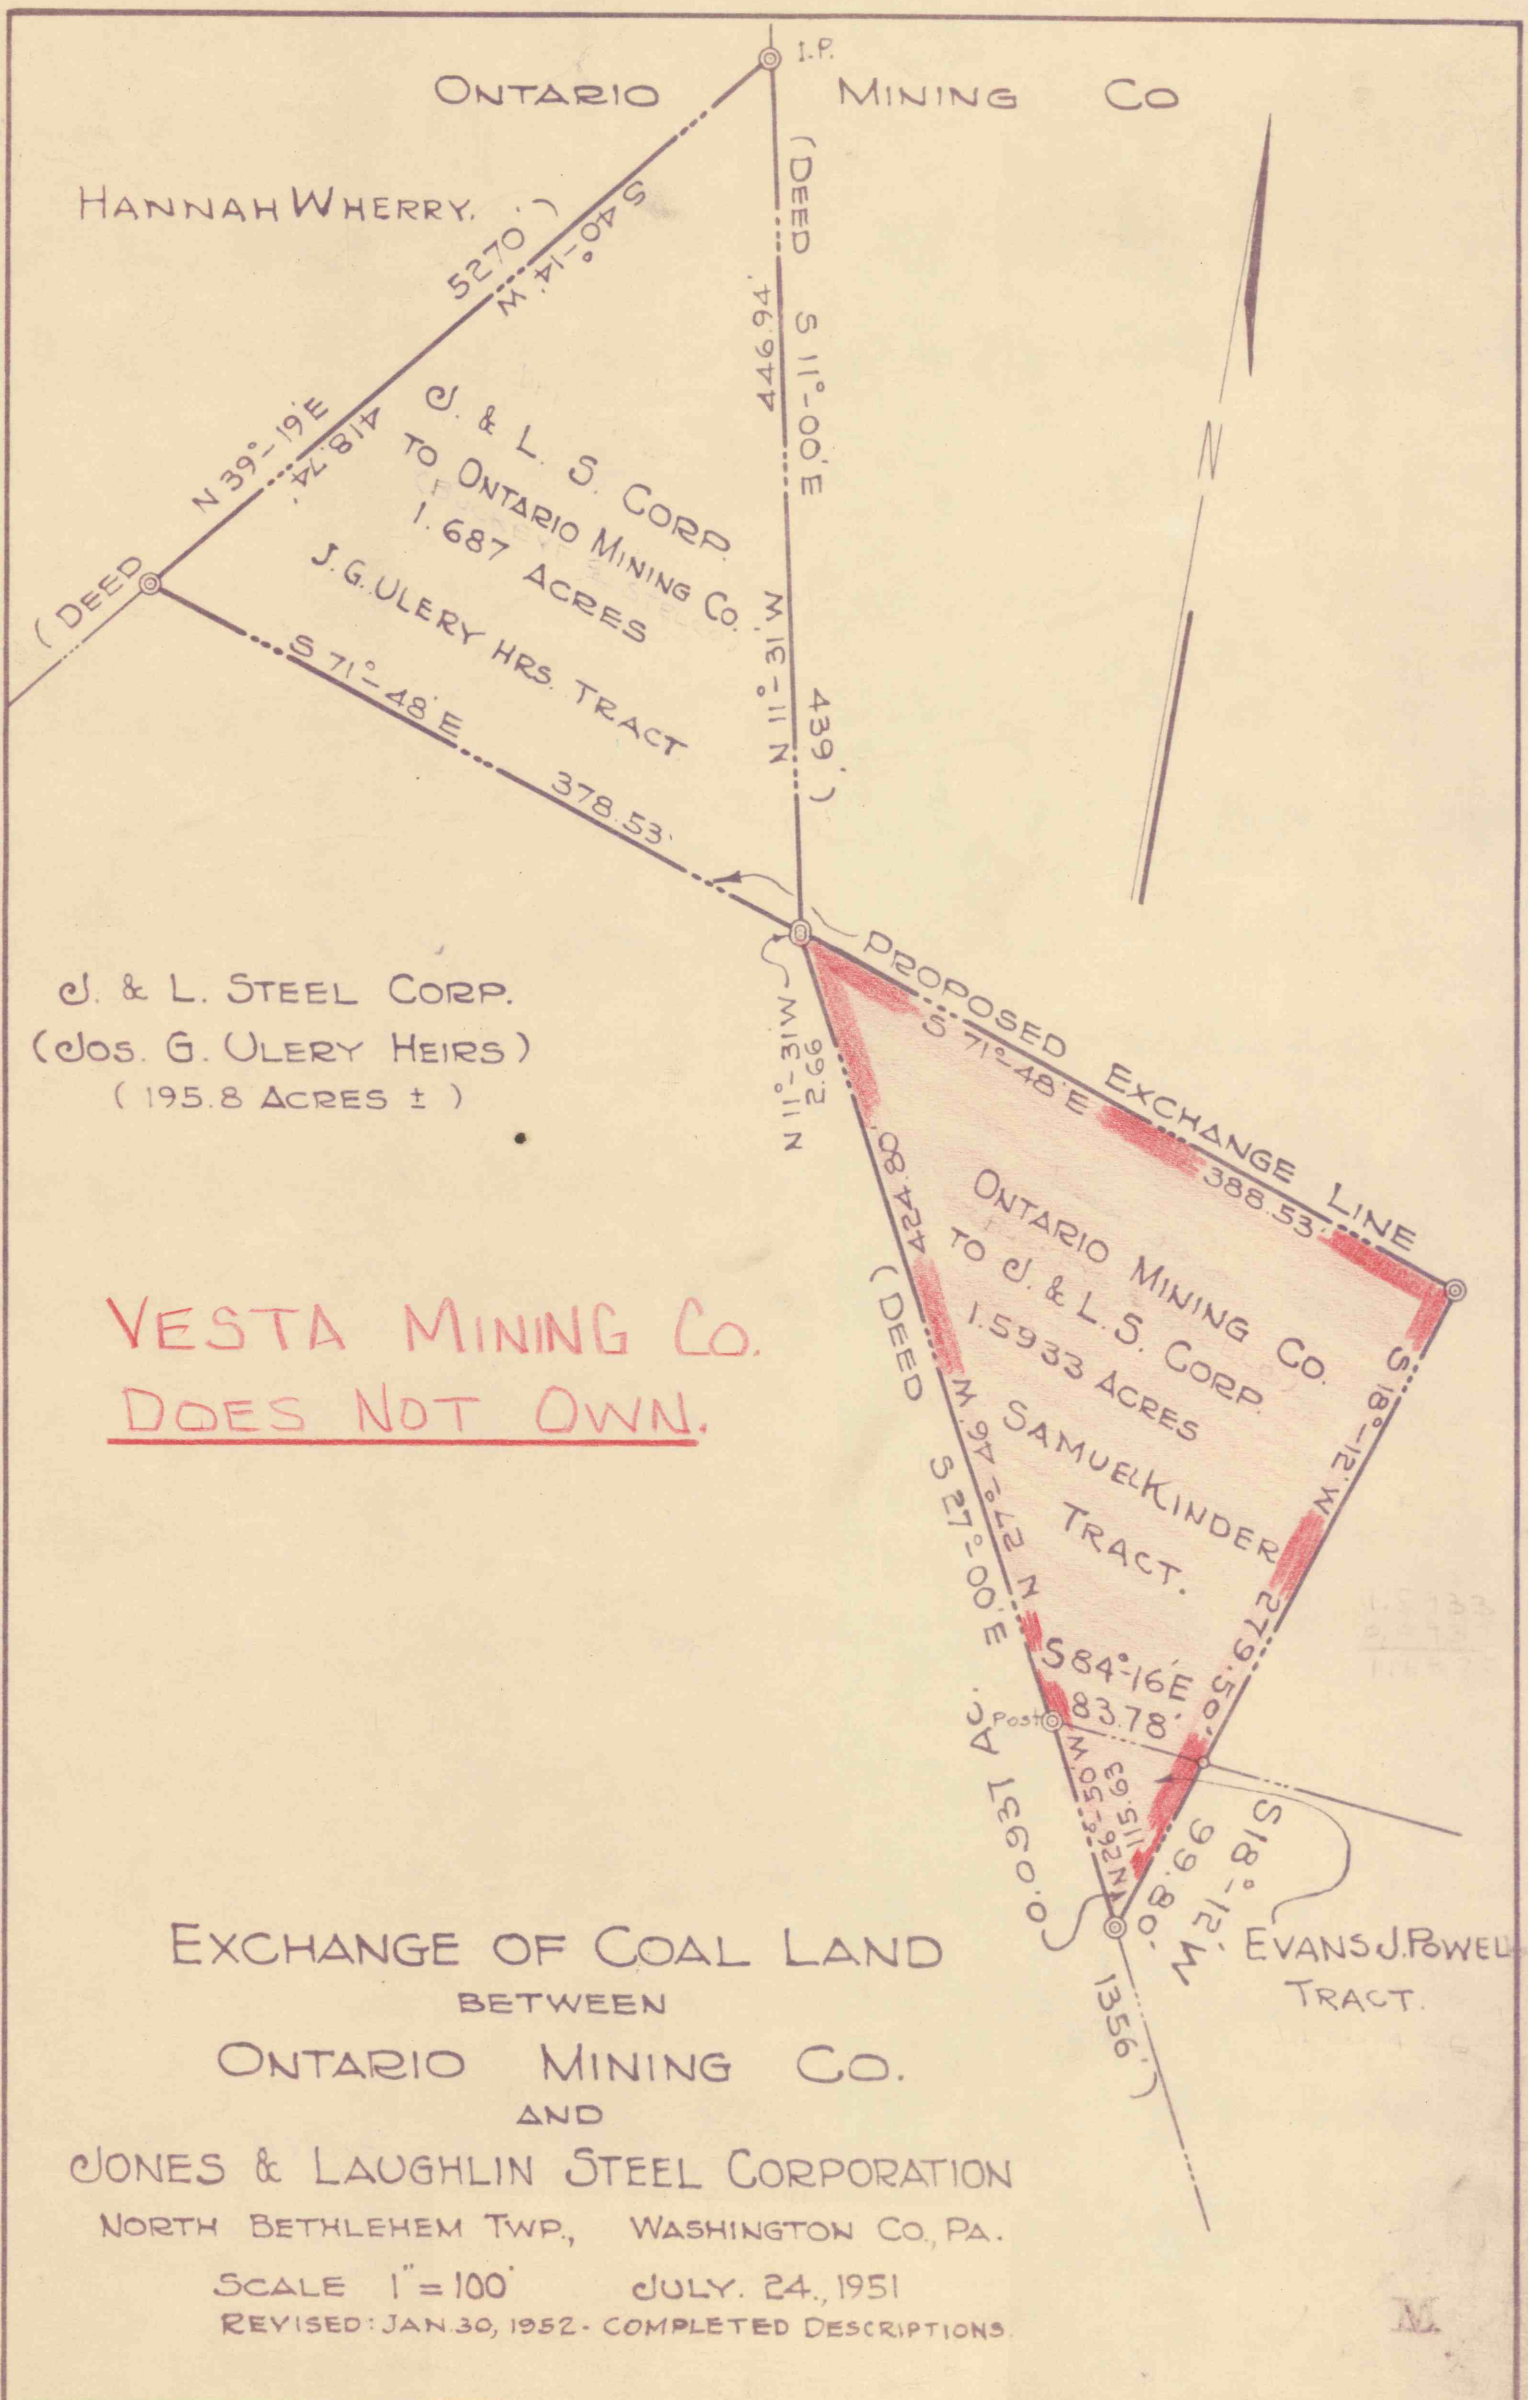 I.P.
ONTARIO MINING CO
HANNAH WHERRY.
(DEED N 39°-19'E 5270.')
S 40°-14' W
418.74'
(DEED S 11°-00'E 439.')
446.94'
N 11°-31'W
J. & L. S. CORP.
TO ONTARIO MINING CO.
1.687 ACRES
J.G. ULERY HRS. TRACT
S 71°-48'E 378.53'
N
J. & L. STEEL CORP.
(JOS. G. ULERY HEIRS)
(195.8 ACRES ±)
N 11°-31W
2.66
PROPOSED EXCHANGE LINE
S 71°-48'E 388.53'
N 27°-46'W 424.80'
(DEED S 27°-00'E 1356.')
ONTARIO MINING CO.
TO J. & L. S. CORP.
1.5933 ACRES
SAMUEL KINDER
TRACT.
S 18°-12'W 279.50'
VESTA MINING CO.
DOES NOT OWN.
S 84°-16'E
83.78'
POST
N 26°-50'W
115.63
0.0937 AC.
S 18°-12' W
99.80'
EVANS J. POWELL
TRACT.
EXCHANGE OF COAL LAND
BETWEEN
ONTARIO MINING CO.
AND
JONES & LAUGHLIN STEEL CORPORATION
NORTH BETHLEHEM TWP., WASHINGTON CO., PA.
SCALE 1"=100' JULY. 24., 1951
REVISED: JAN. 30, 1952 - COMPLETED DESCRIPTIONS.
M.